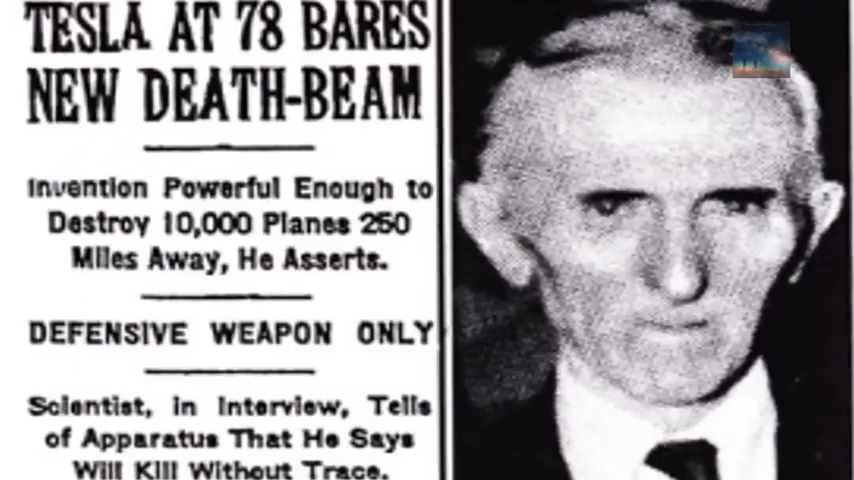 TESLA AT 78 BARES
NEW DEATH-BEAM
Invention Powerful Enough to
Destroy 10,000 Planes 250
Miles Away, He Asserts.
DEFENSIVE WEAPON ONLY
Scientist, in Interview, Tells
of Apparatus That He Says
Will Kill Without Trace.